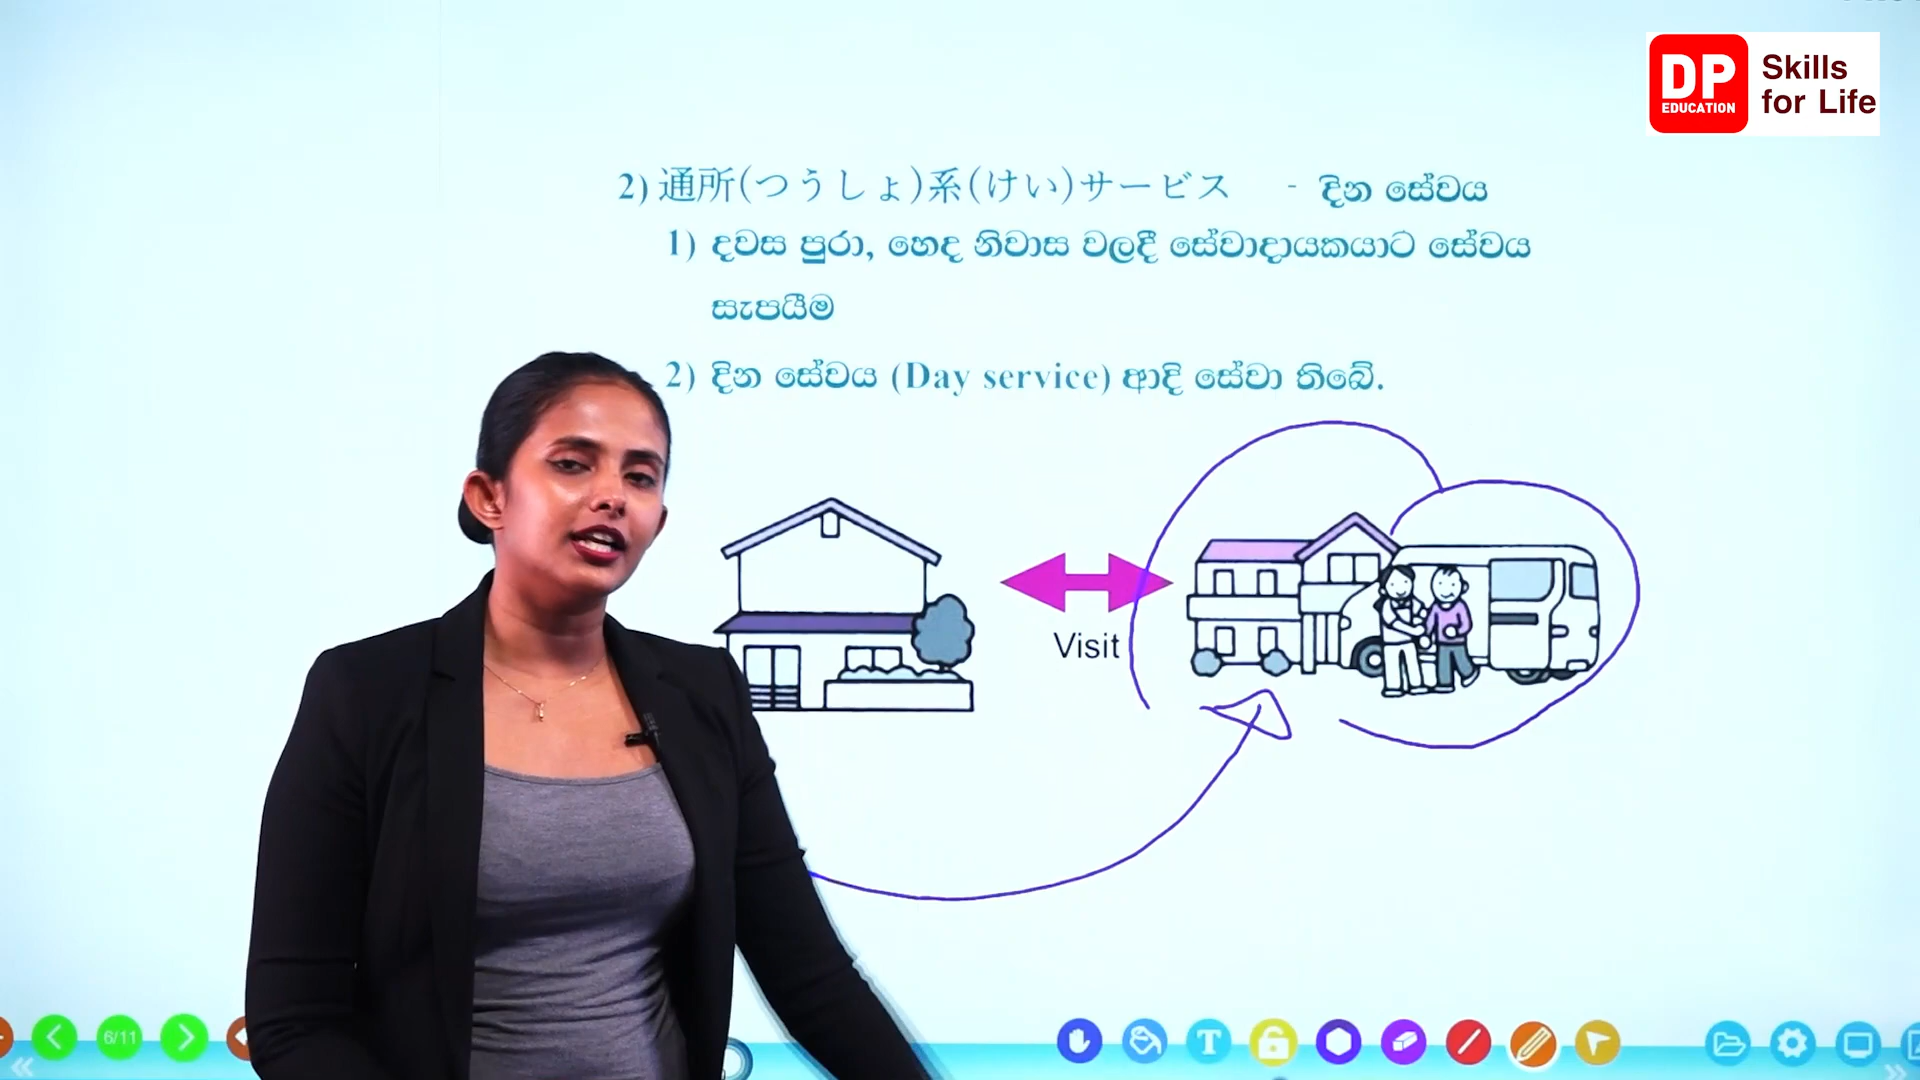 DP
EDUCATION
Skills
for Life
2) 通所(つうしょ)系(けい)サービス - දින සේවය
1) දවස පුරා, හෙද නිවාස වලදී සේවාදායකයාට සේවය
සැපයීම
2) දින සේවය (Day service) ආදි සේවා තිබේ.
Visit
6/11
T